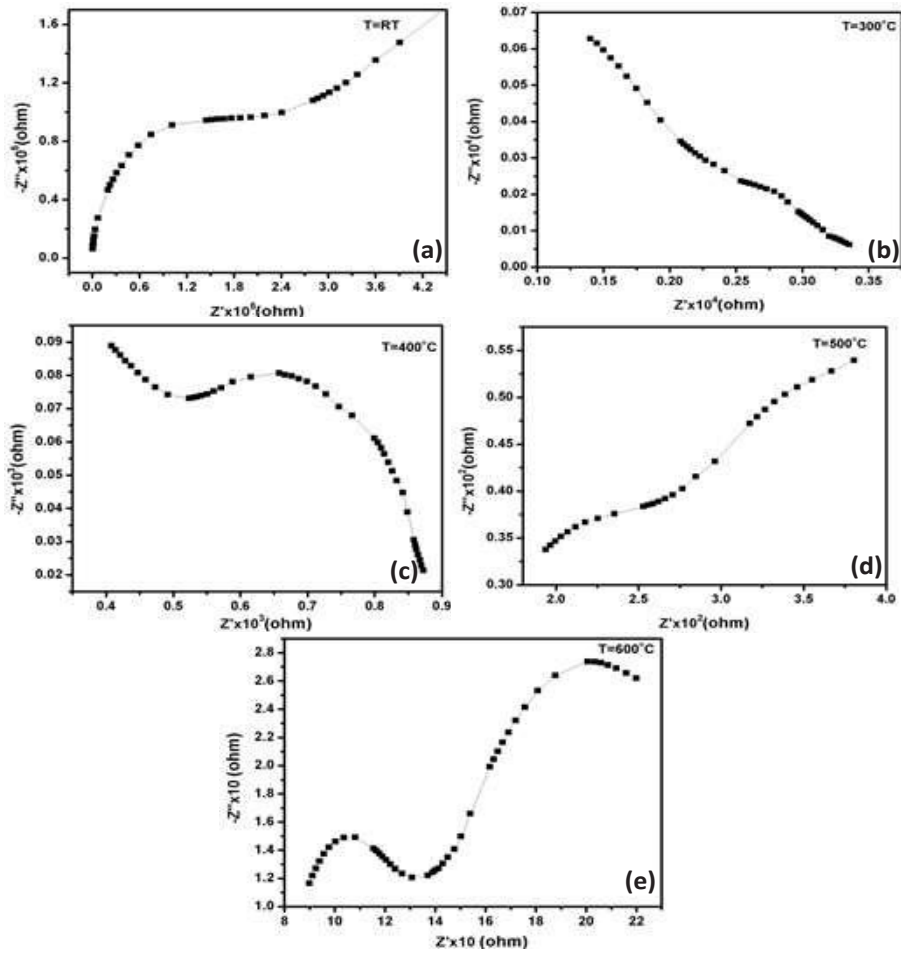 T=RT
1.6
1.2
0.8
0.4
0.0
-Z''x10⁶(ohm)
0.0 0.6 1.2 1.8 2.4 3.0 3.6 4.2
Z'x10⁶(ohm)
(a)
T=300°C
0.07
0.06
0.05
0.04
0.03
0.02
0.01
0.00
-Z''x10⁴(ohm)
0.10 0.15 0.20 0.25 0.30 0.35
Z'x10⁴(ohm)
(b)
T=400°C
0.09
0.08
0.07
0.06
0.05
0.04
0.03
0.02
-Z''x10³(ohm)
0.4 0.5 0.6 0.7 0.8 0.9
Z'x10³(ohm)
(c)
T=500°C
0.55
0.50
0.45
0.40
0.35
0.30
-Z''x10²(ohm)
2.0 2.5 3.0 3.5 4.0
Z'x10²(ohm)
(d)
T=600°C
2.8
2.6
2.4
2.2
2.0
1.8
1.6
1.4
1.2
1.0
-Z''x10 (ohm)
8 10 12 14 16 18 20 22
Z'x10 (ohm)
(e)